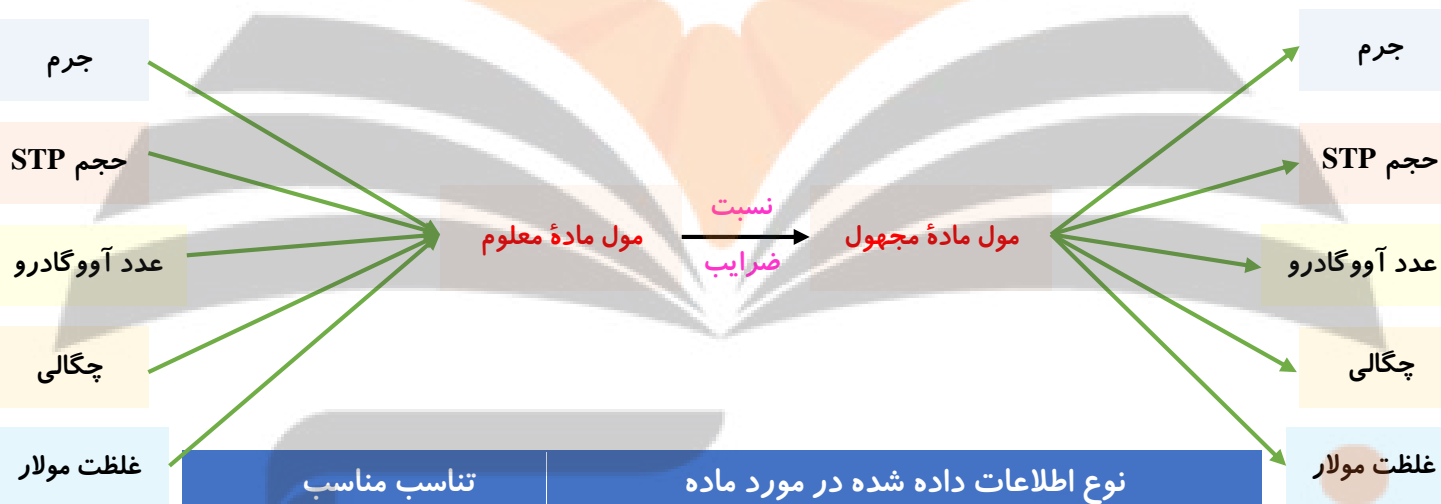 جرم
حجم STP
عدد آووگادرو
چگالی
غلظت مولار
مول مادهٔ معلوم
نسبت
ضرایب
مول مادهٔ مجهول
جرم
حجم STP
عدد آووگادرو
چگالی
غلظت مولار
نوع اطلاعات داده شده در مورد ماده
تناسب مناسب